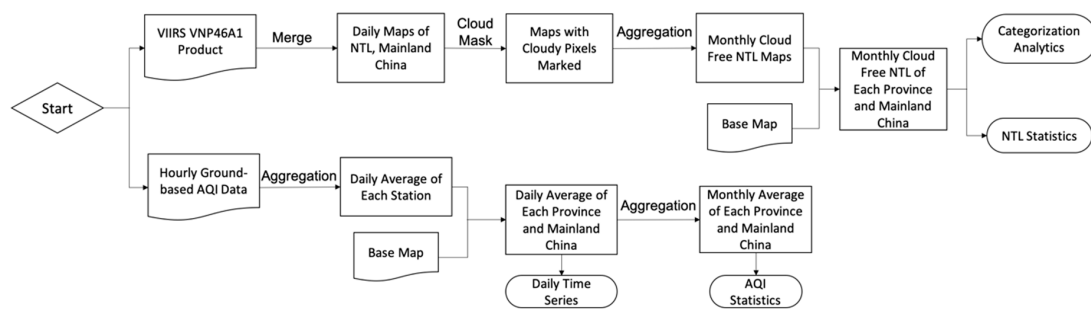 Start
VIIRS VNP46A1
Product
Merge
Daily Maps of
NTL, Mainland
China
Cloud
Mask
Maps with
Cloudy Pixels
Marked
Aggregation
Monthly Cloud
Free NTL Maps
Base Map
Monthly Cloud
Free NTL of
Each Province
and Mainland
China
Categorization
Analytics
NTL Statistics
Hourly Ground-
based AQI Data
Aggregation
Daily Average of
Each Station
Base Map
Daily Average of
Each Province
and Mainland
China
Aggregation
Monthly Average
of Each Province
and Mainland
China
Daily Time
Series
AQI
Statistics